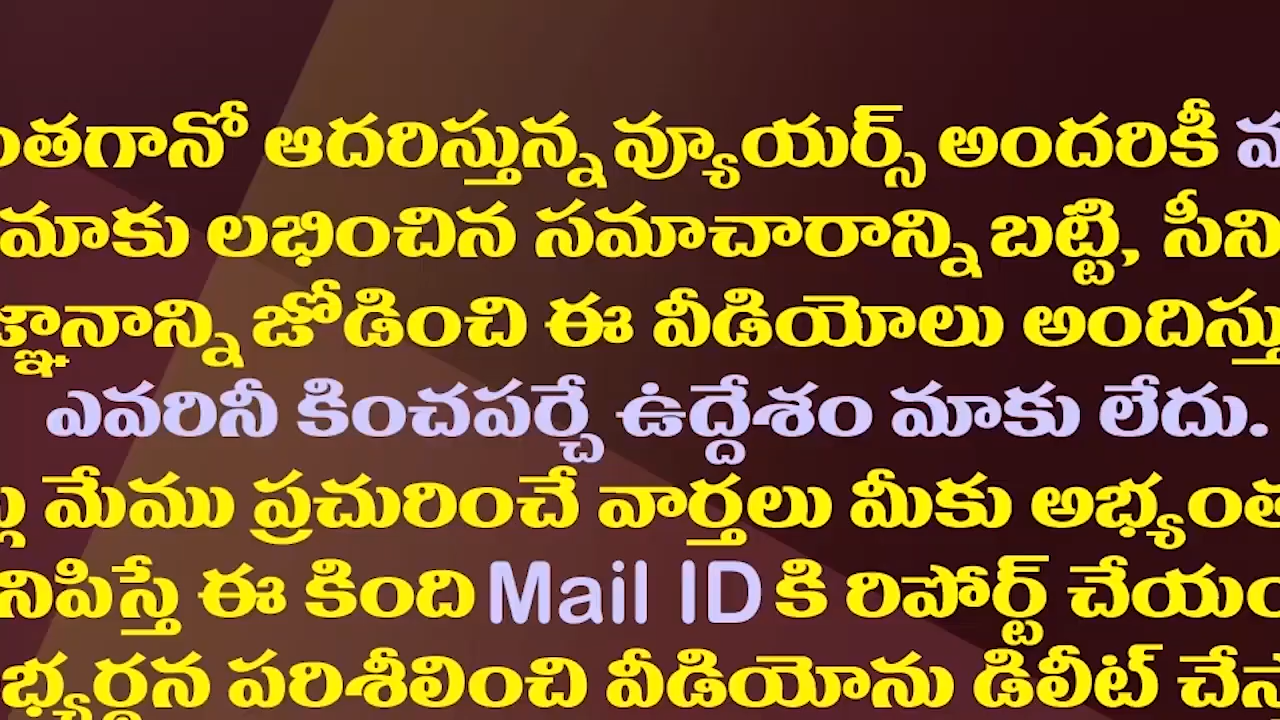 ంతగానో ఆదరిస్తున్న వ్యూయర్స్ అందరికీ
మాకు లభించిన సమాచారాన్ని బట్టి, సీని
జ్ఞానాన్ని జోడించి ఈ వీడియోలు అందిస్తు
ఎవరినీ కించపర్చే ఉద్దేశం మాకు లేదు.
మేము ప్రచురించే వార్తలు మీకు అభ్యంత
నిపిస్తే ఈ కింది Mail ID కి రిపోర్ట్ చేయం
భ్యర్థన పరిశీలించి వీడియోను డిలీట్ చేస